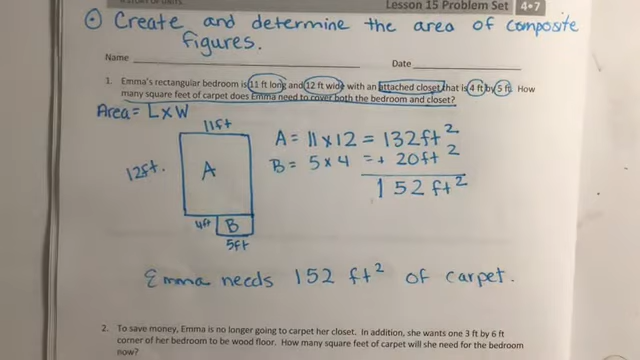 Lesson 15 Problem Set 4•7
⊙ Create and determine the area of composite
figures.
Name
Date
1. Emma's rectangular bedroom is 11 ft long and 12 ft wide with an attached closet that is 4 ft by 5 ft. How
many square feet of carpet does Emma need to cover both the bedroom and closet?
Area = L x W
11ft
A = 11 x 12 = 132 ft²
12ft.
A
B = 5 x 4 = + 20 ft²
152 ft²
4ft B
5ft
Emma needs 152 ft² of carpet.
2. To save money, Emma is no longer going to carpet her closet. In addition, she wants one 3 ft by 6 ft
corner of her bedroom to be wood floor. How many square feet of carpet will she need for the bedroom
now?